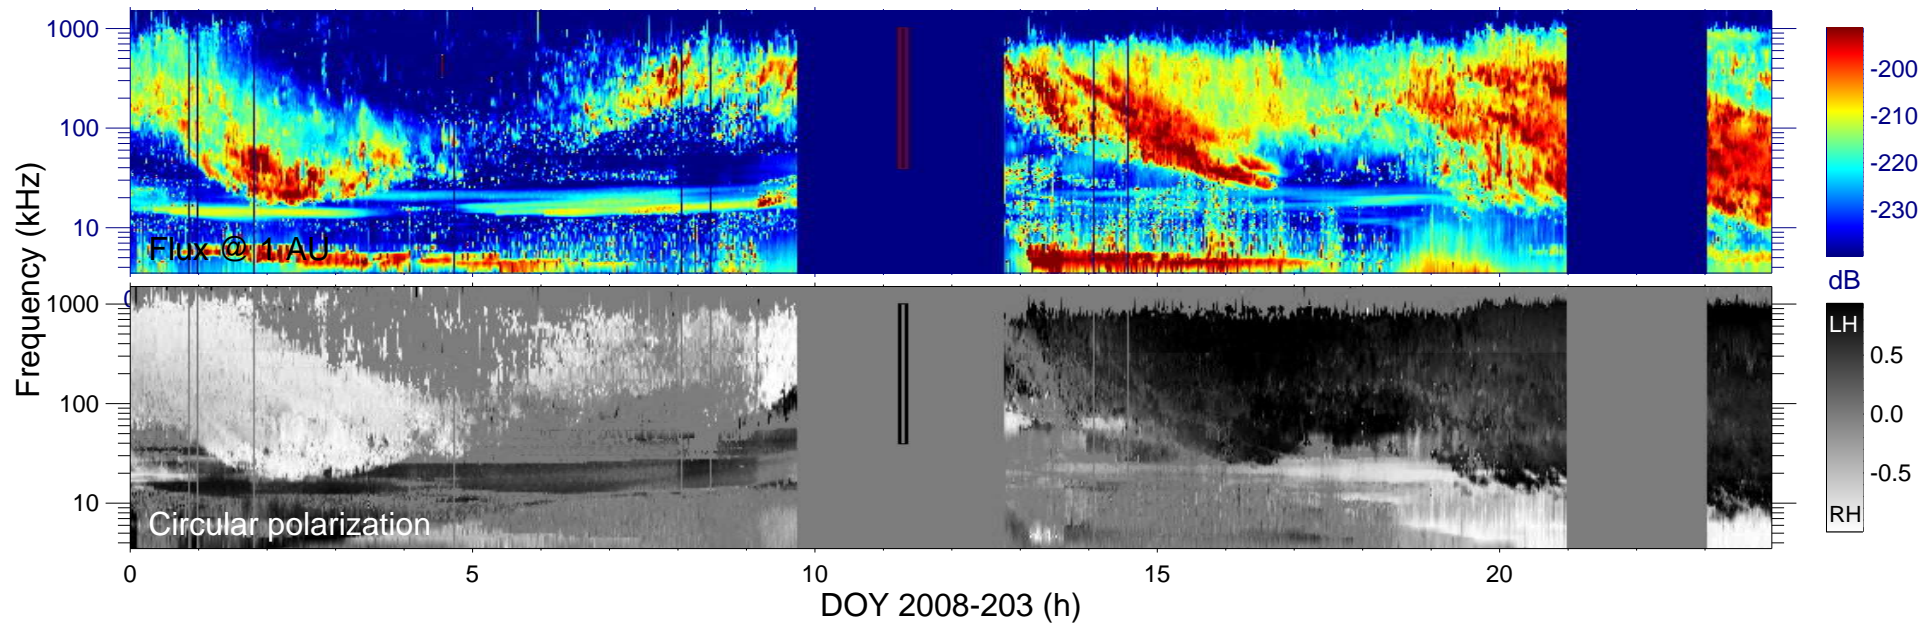 1000
100
10
Flux @ 1 AU
-200
-210
-220
-230
dB
Frequency (kHz)
0
1000
100
10
Circular polarization
LH
0.5
0.0
-0.5
RH
0
5
10
15
20
DOY 2008-203 (h)